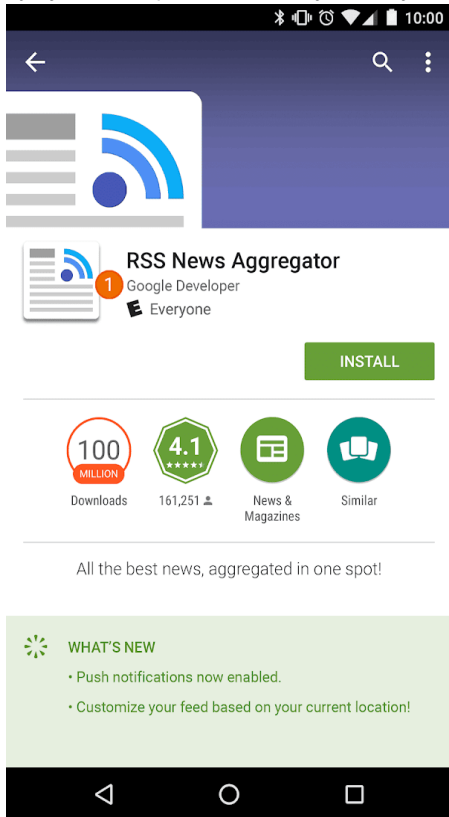 10:00
RSS News Aggregator
1
Google Developer
E Everyone
INSTALL
100
MILLION
4.1
Downloads
161,251
News &
Magazines
Similar
All the best news, aggregated in one spot!
WHAT'S NEW
• Push notifications now enabled.
• Customize your feed based on your current location!